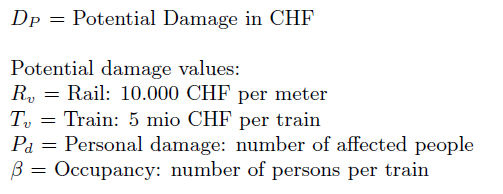 D_P = Potential Damage in CHF
Potential damage values:
R_v = Rail: 10.000 CHF per meter
T_v = Train: 5 mio CHF per train
P_d = Personal damage: number of affected people
β = Occupancy: number of persons per train